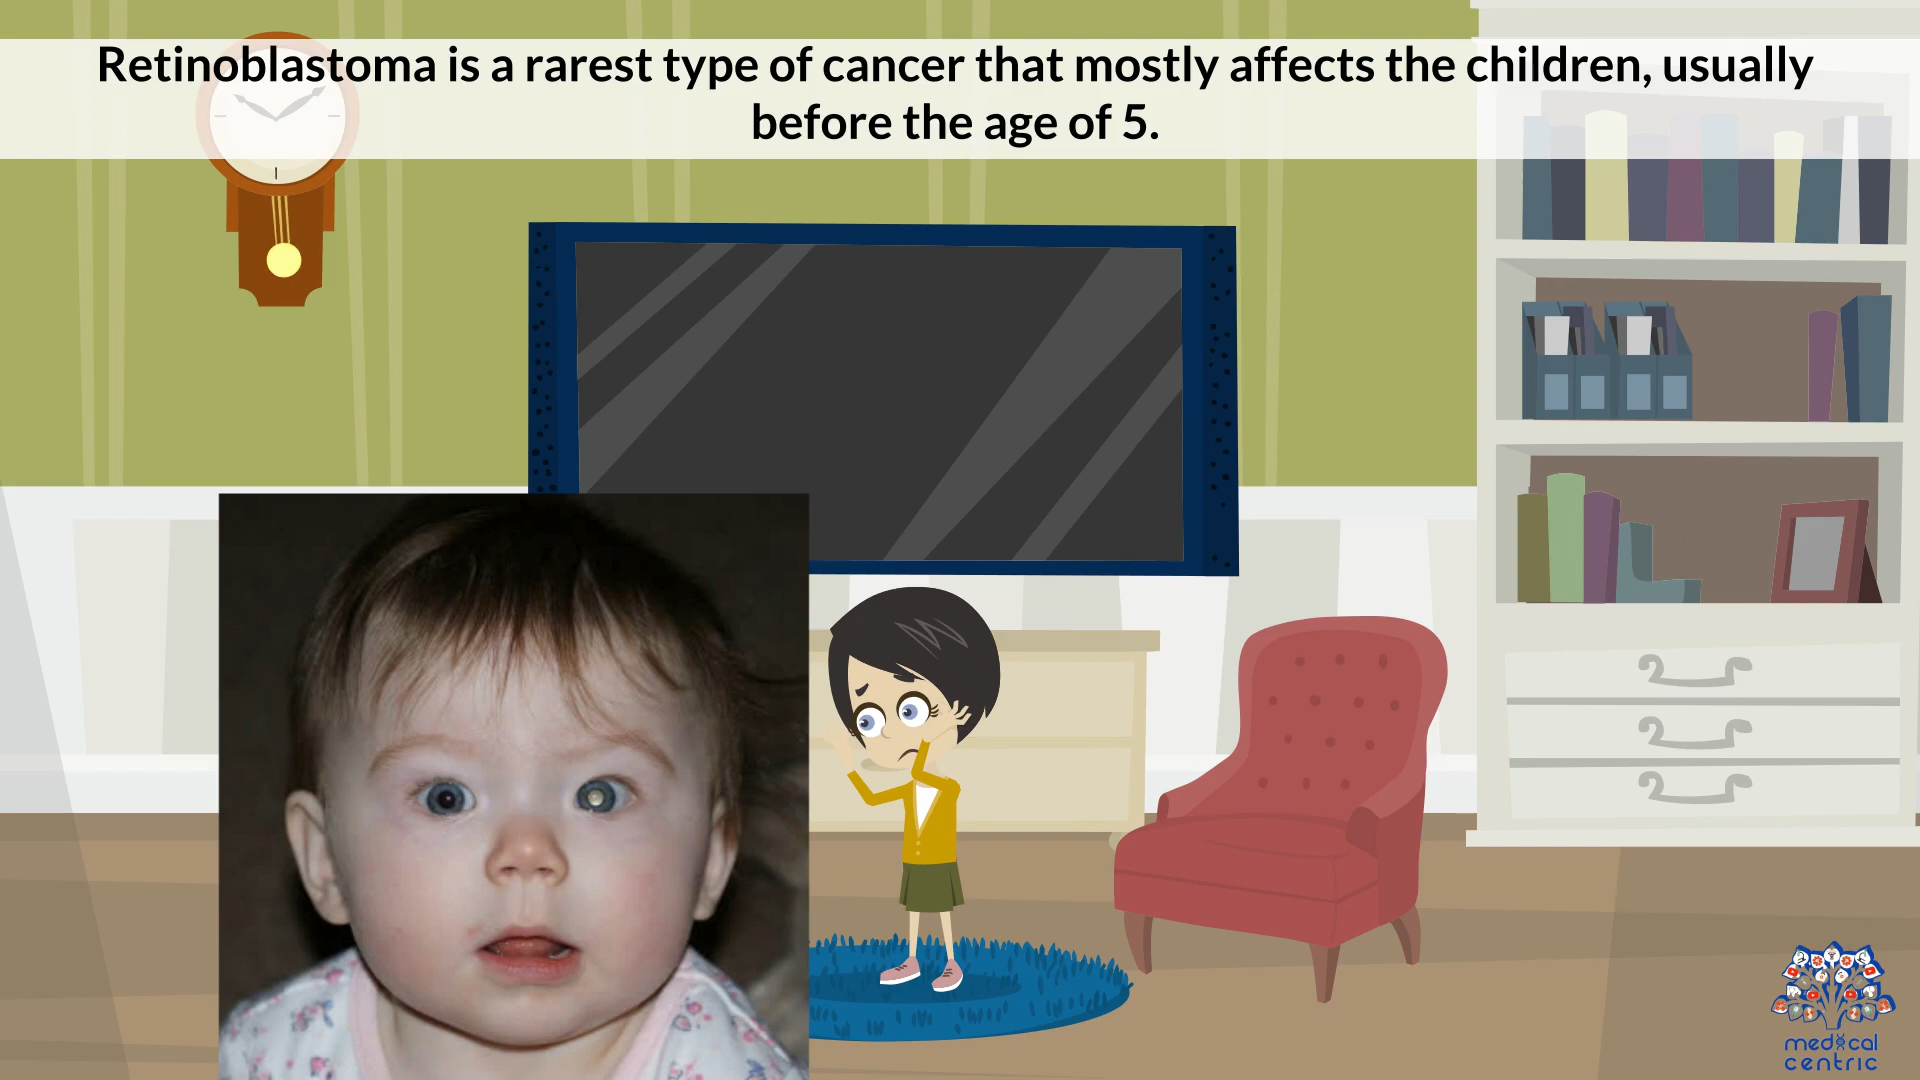 Retinoblastoma is a rarest type of cancer that mostly affects the children, usually
before the age of 5.
medical
centric